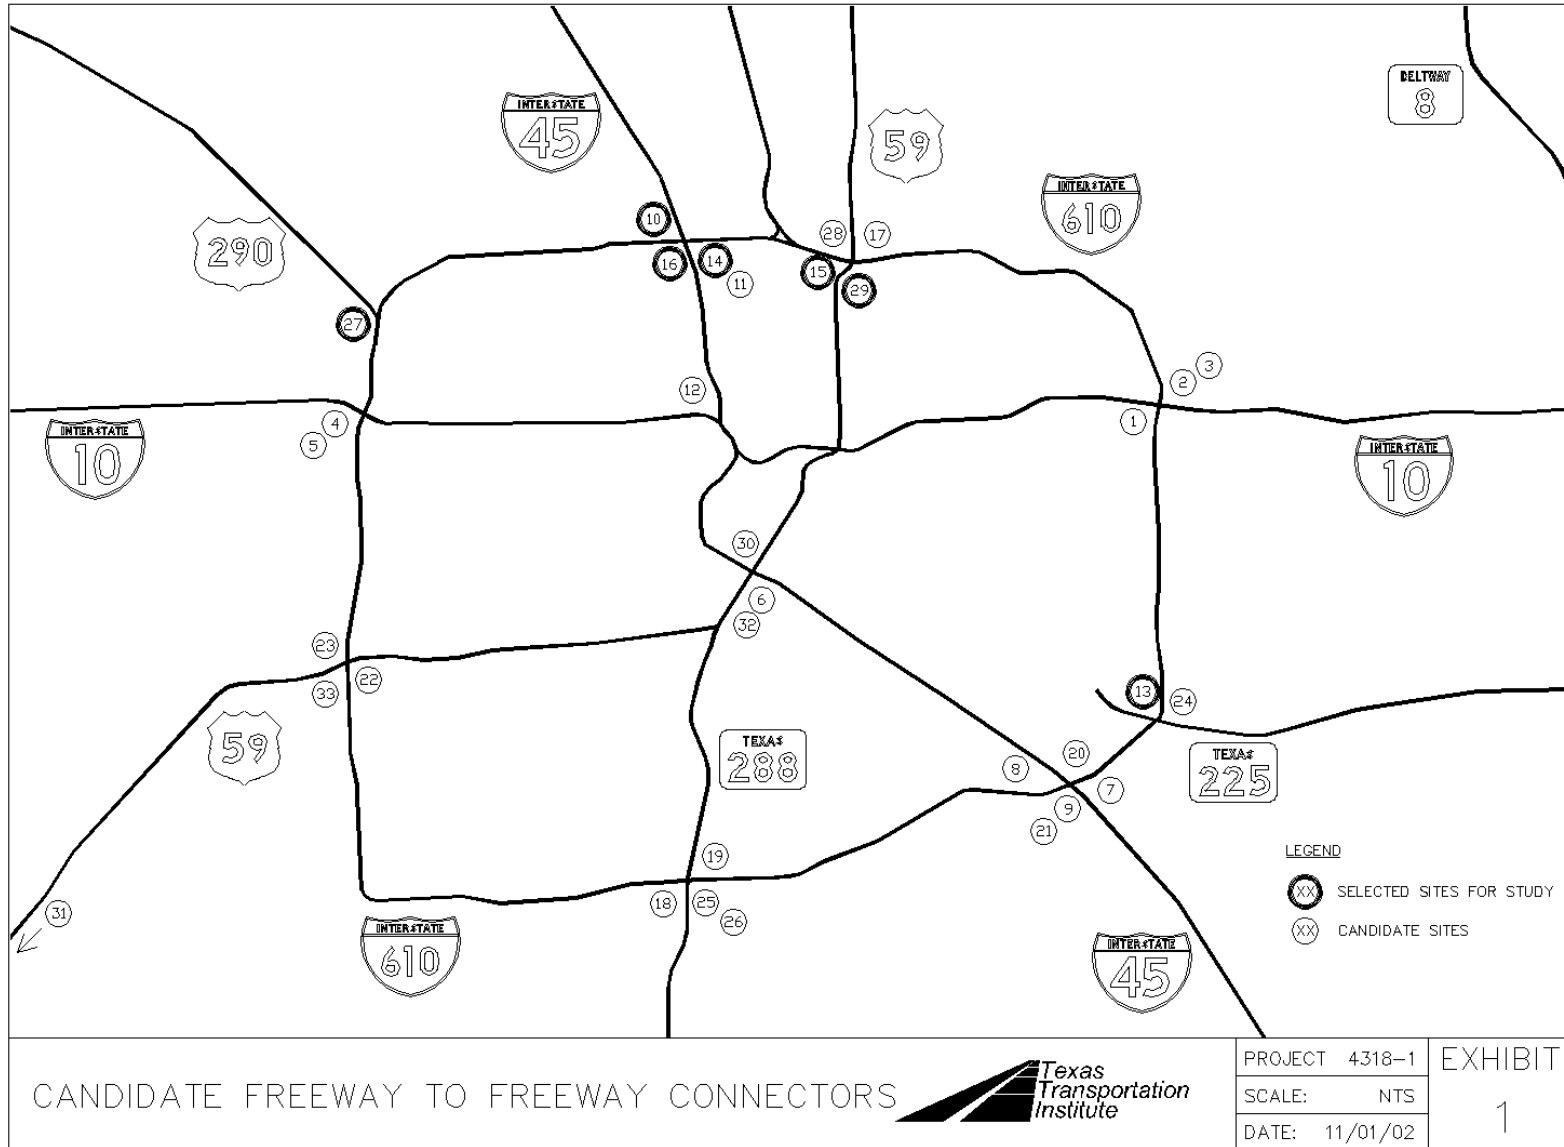 BELTWAY
8
INTERSTATE
45
59
INTERSTATE
610
290
10
28
17
16
14
15
11
29
27
3
2
12
4
1
5
INTERSTATE
10
INTERSTATE
10
30
6
32
23
22
33
13
24
59
TEXAS
288
TEXAS
225
20
8
7
9
21
19
18
25
26
31
INTERSTATE
610
INTERSTATE
45
LEGEND
XX SELECTED SITES FOR STUDY
XX CANDIDATE SITES
CANDIDATE FREEWAY TO FREEWAY CONNECTORS
Texas
Transportation
Institute
PROJECT 4318-1
SCALE: NTS
DATE: 11/01/02
EXHIBIT
1